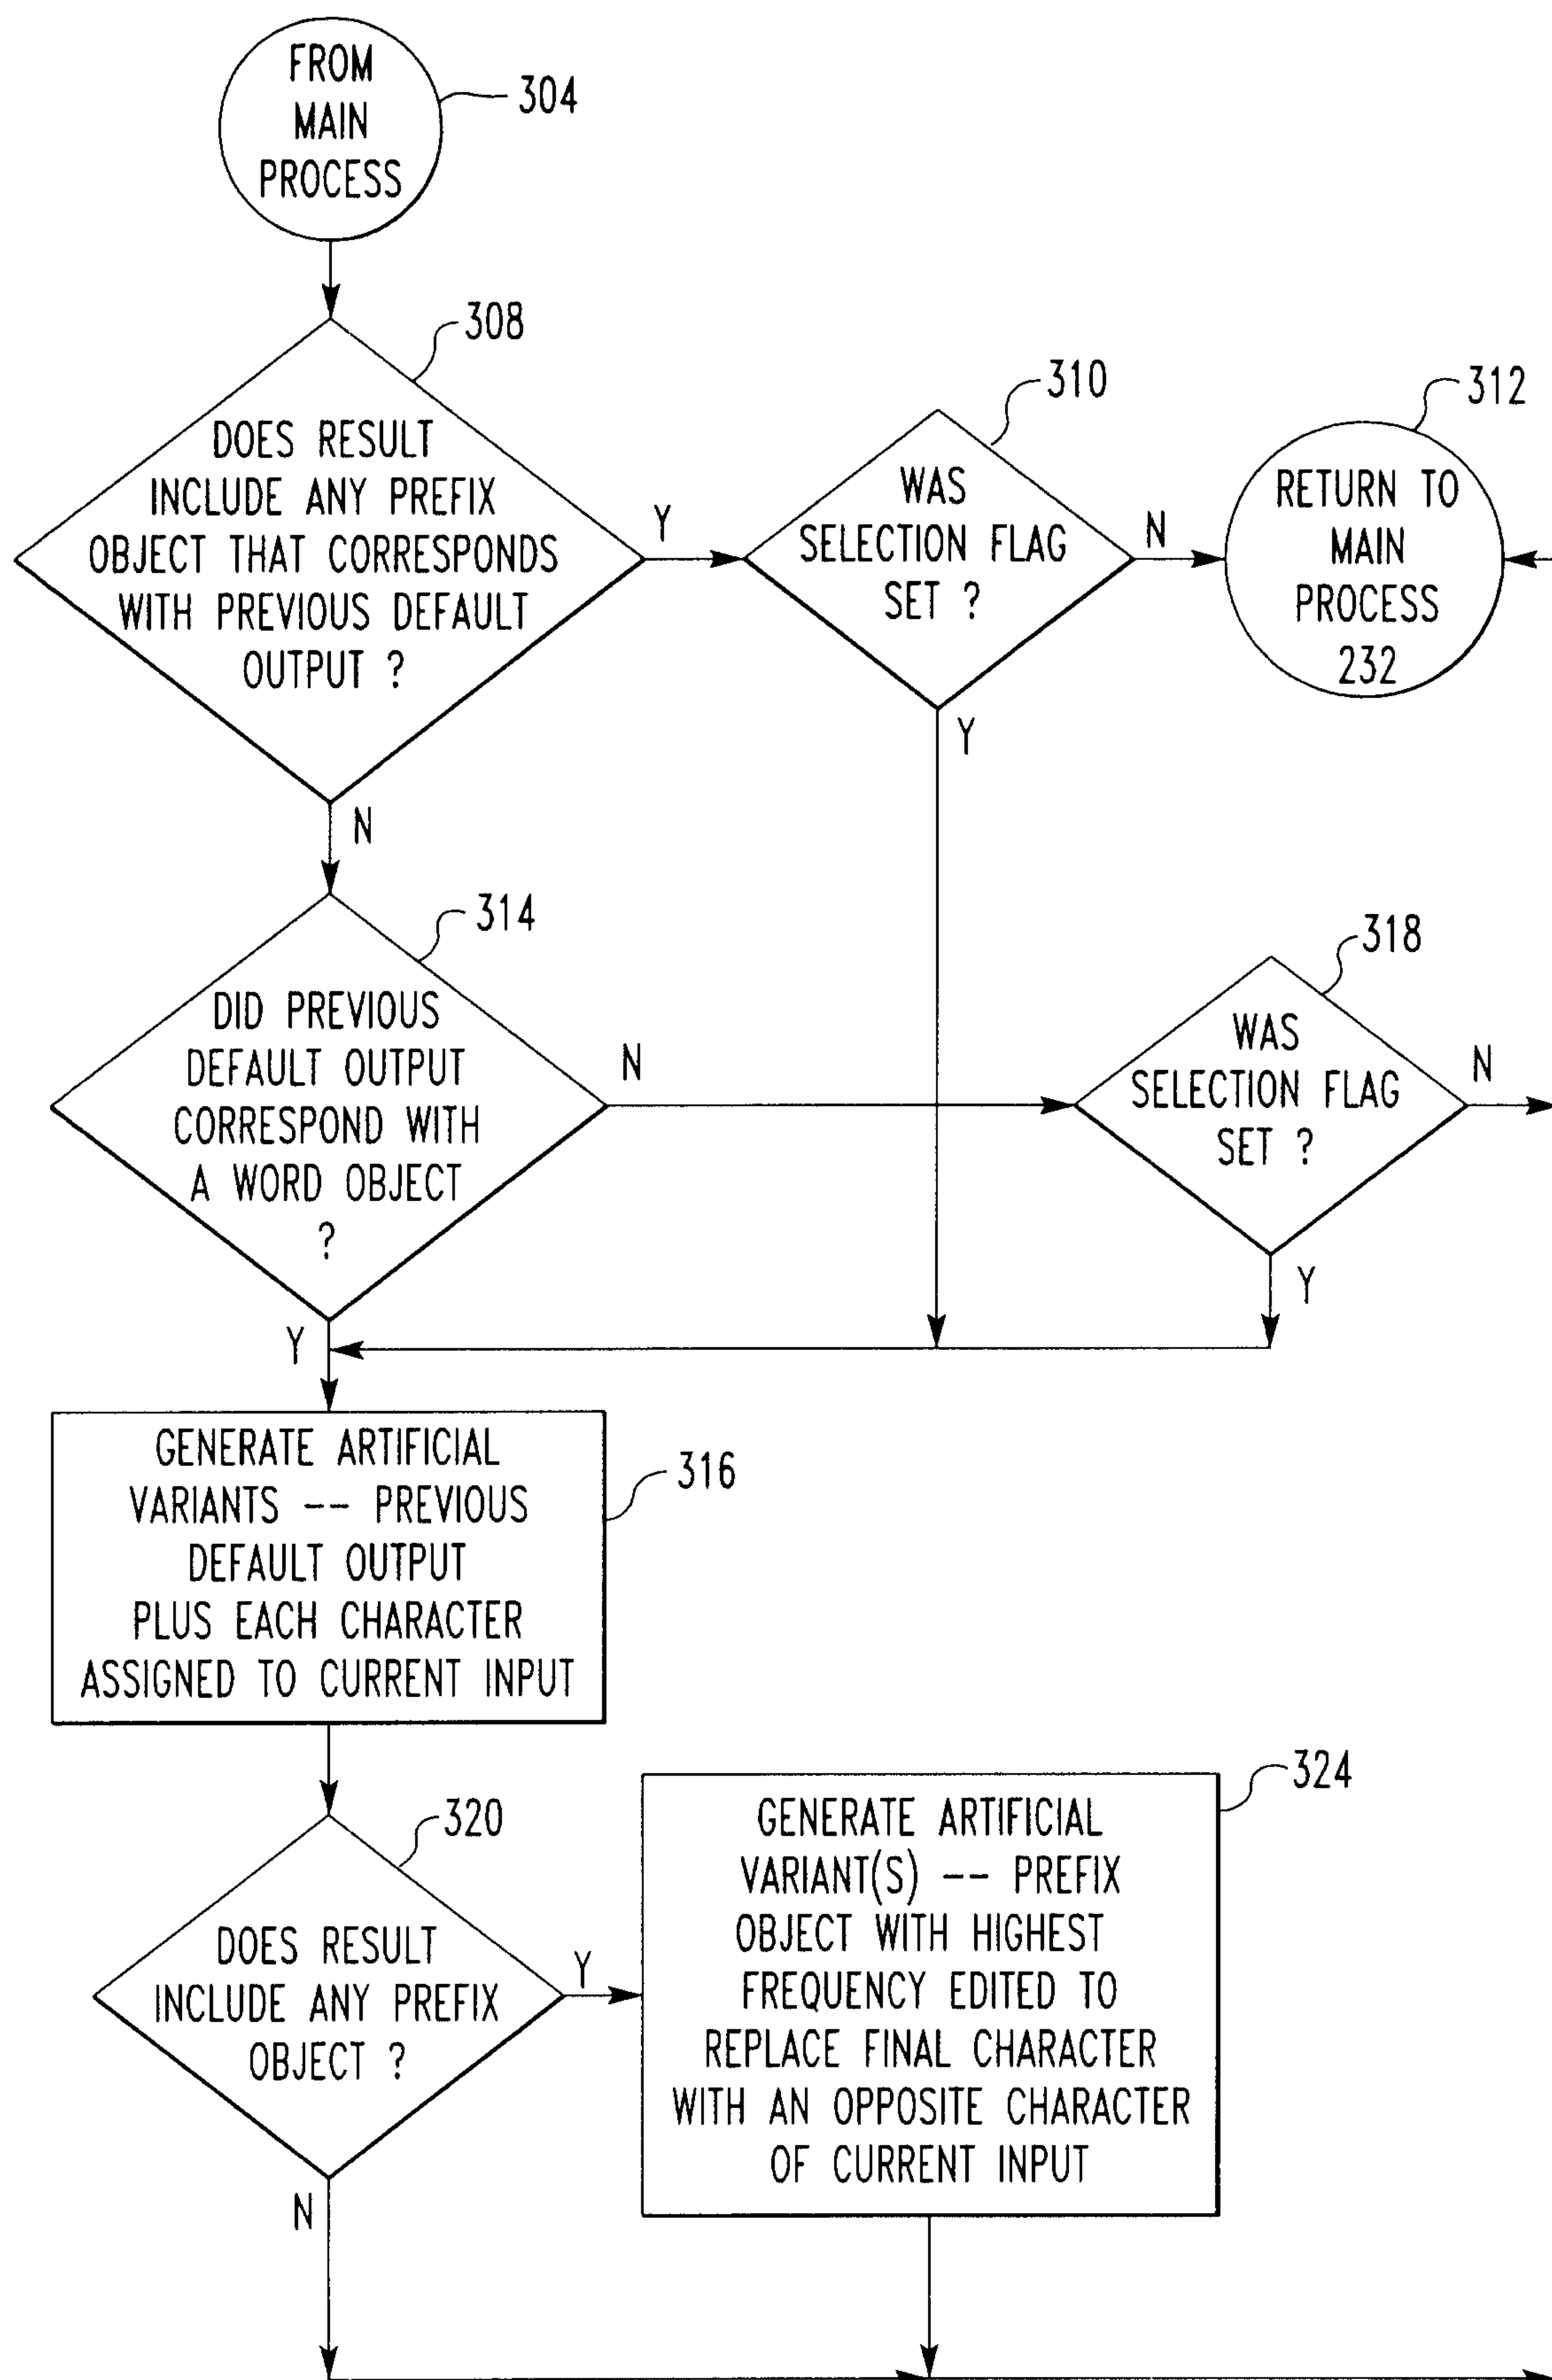 FROM
MAIN
PROCESS
304
308
DOES RESULT
INCLUDE ANY PREFIX
OBJECT THAT CORRESPONDS
WITH PREVIOUS DEFAULT
OUTPUT ?
Y
N
310
WAS
SELECTION FLAG
SET ?
N
Y
312
RETURN TO
MAIN
PROCESS
232
314
DID PREVIOUS
DEFAULT OUTPUT
CORRESPOND WITH
A WORD OBJECT
?
N
Y
318
WAS
SELECTION FLAG
SET ?
N
Y
316
GENERATE ARTIFICIAL
VARIANTS -- PREVIOUS
DEFAULT OUTPUT
PLUS EACH CHARACTER
ASSIGNED TO CURRENT INPUT
320
DOES RESULT
INCLUDE ANY PREFIX
OBJECT ?
Y
N
324
GENERATE ARTIFICIAL
VARIANT(S) -- PREFIX
OBJECT WITH HIGHEST
FREQUENCY EDITED TO
REPLACE FINAL CHARACTER
WITH AN OPPOSITE CHARACTER
OF CURRENT INPUT